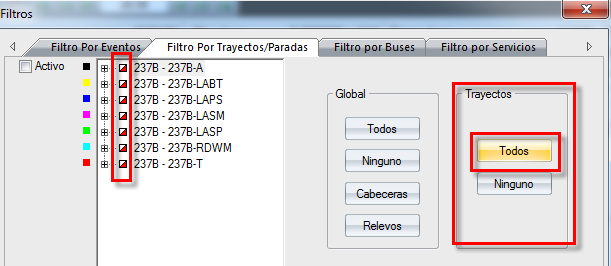 Filtros
Filtro Por Eventos
Filtro Por Trayectos/Paradas
Filtro por Buses
Filtro por Servicios
Activo
237B - 237B-A
237B - 237B-LABT
237B - 237B-LAPS
237B - 237B-LASM
237B - 237B-LASP
237B - 237B-RDWM
237B - 237B-T
Global
Todos
Ninguno
Cabeceras
Relevos
Trayectos
Todos
Ninguno